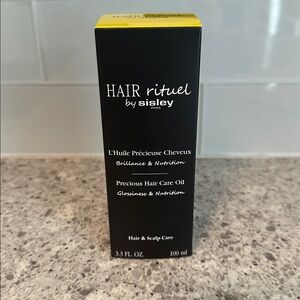 HAIR rituel
by sisley
PARIS
L'Huile Précieuse Cheveux
Brillance & Nutrition
Precious Hair Care Oil
Glossiness & Nutrition
Hair & Scalp Care
3.3 FL. OZ. 100 ml